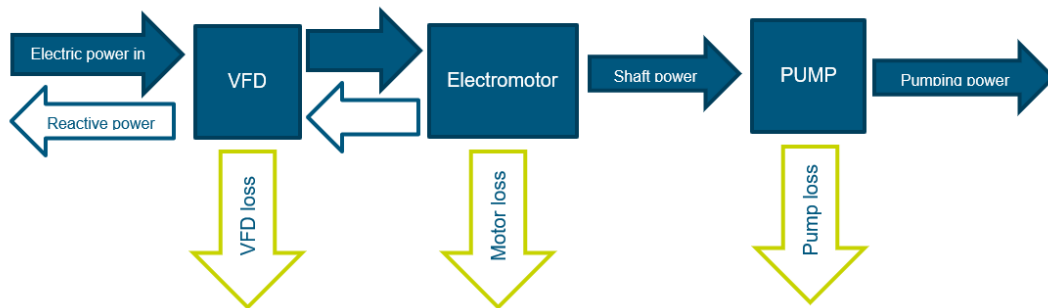 Electric power in
VFD
Electromotor
Shaft power
PUMP
Pumping power
Reactive power
VFD loss
Motor loss
Pump loss